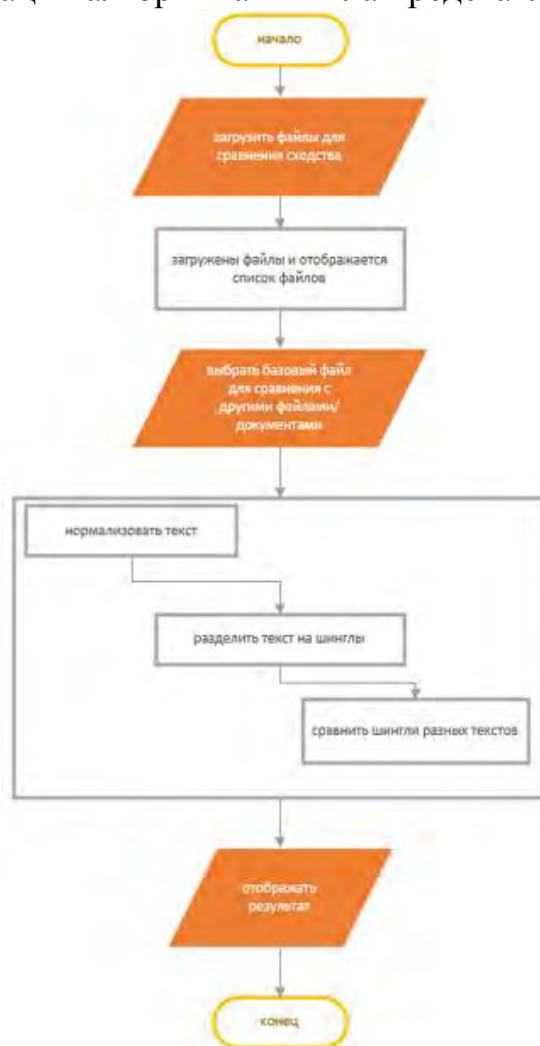 начало
загрузить файлы для
сравнения сходства
загружены файлы и отображается
список файлов
выбрать базовый файл
для сравнения с
другими файлами/
документами
нормализовать текст
разделить текст на шинглы
сравнить шингли разных текстов
отображать
результат
конец